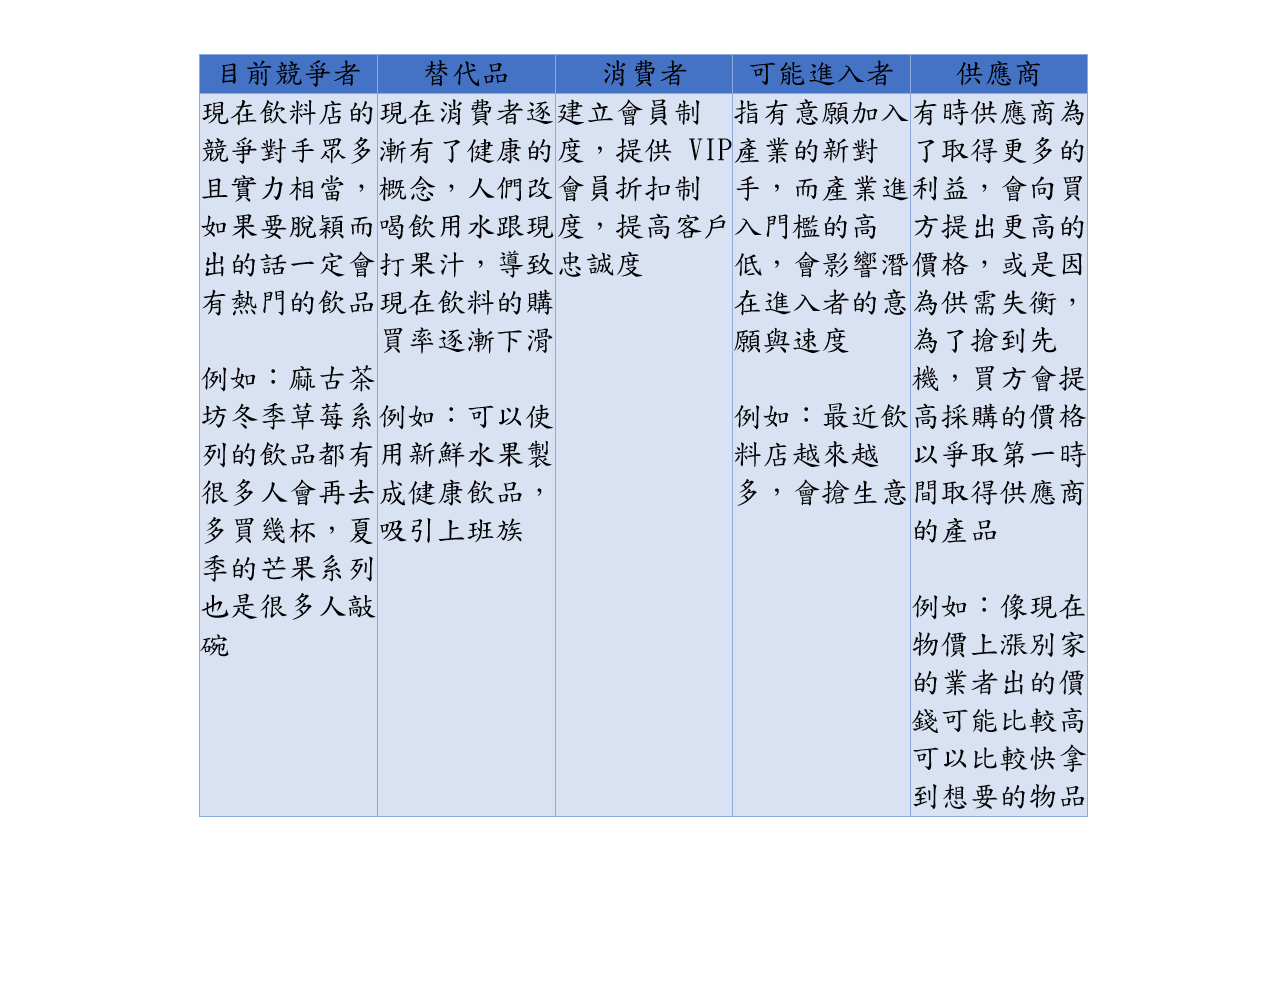 目前競爭者
替代品
消費者
可能進入者
供應商
現在飲料店的
競爭對手眾多
且實力相當，
如果要脫穎而
出的話一定會
有熱門的飲品
例如：麻古茶
坊冬季草莓系
列的飲品都有
很多人會再去
多買幾杯，夏
季的芒果系列
也是很多人敲
碗
現在消費者逐
漸有了健康的
概念，人們改
喝飲用水跟現
打果汁，導致
現在飲料的購
買率逐漸下滑
例如：可以使
用新鮮水果製
成健康飲品，
吸引上班族
建立會員制
度，提供 VIP
會員折扣制
度，提高客戶
忠誠度
指有意願加入
產業的新對
手，而產業進
入門檻的高
低，會影響潛
在進入者的意
願與速度
例如：最近飲
料店越來越
多，會搶生意
有時供應商為
了取得更多的
利益，會向買
方提出更高的
價格，或是因
為供需失衡，
為了搶到先
機，買方會提
高採購的價格
以爭取第一時
間取得供應商
的產品
例如：像現在
物價上漲別家
的業者出的價
錢可能比較高
可以比較快拿
到想要的物品